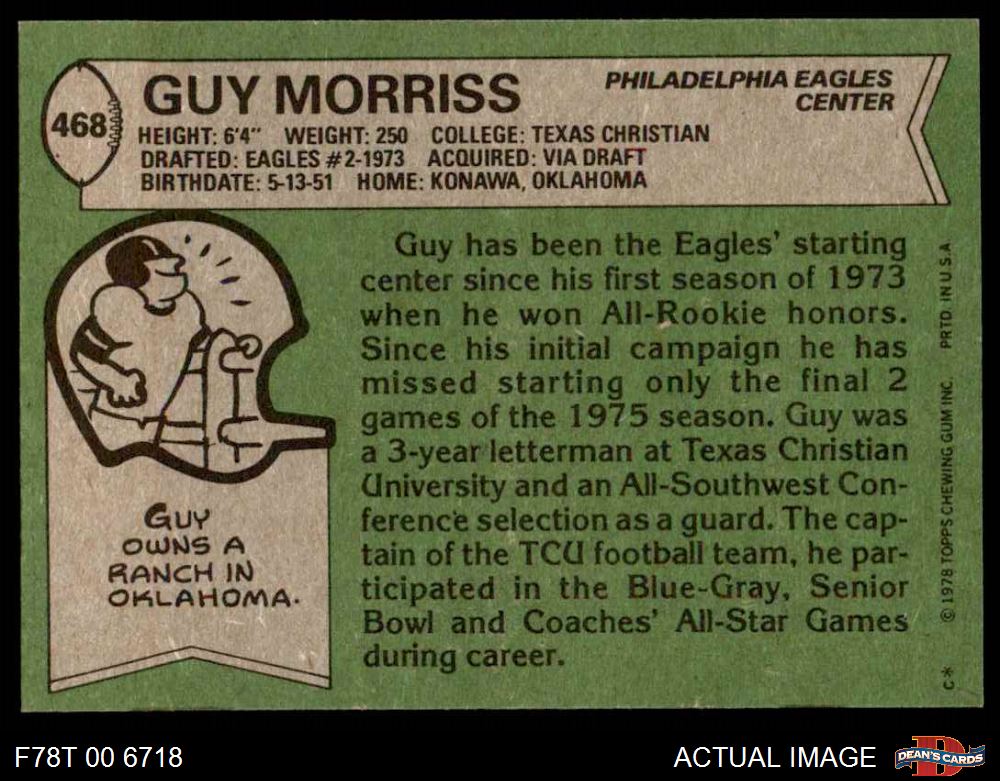 468
GUY MORRISS
PHILADELPHIA EAGLES
CENTER
HEIGHT: 6'4" WEIGHT: 250 COLLEGE: TEXAS CHRISTIAN
DRAFTED: EAGLES #2-1973 ACQUIRED: VIA DRAFT
BIRTHDATE: 5-13-51 HOME: KONAWA, OKLAHOMA
Guy has been the Eagles' starting
center since his first season of 1973
when he won All-Rookie honors.
Since his initial campaign he has
missed starting only the final 2
games of the 1975 season. Guy was
a 3-year letterman at Texas Christian
University and an All-Southwest Con-
ference selection as a guard. The cap-
tain of the TCU football team, he par-
ticipated in the Blue-Gray, Senior
Bowl and Coaches' All-Star Games
during career.
GUY
OWNS A
RANCH IN
OKLAHOMA.
C* © 1978 TOPPS CHEWING GUM INC. PRTD. IN U.S.A.
F78T 00 6718
ACTUAL IMAGE
D
DEAN'S CARDS